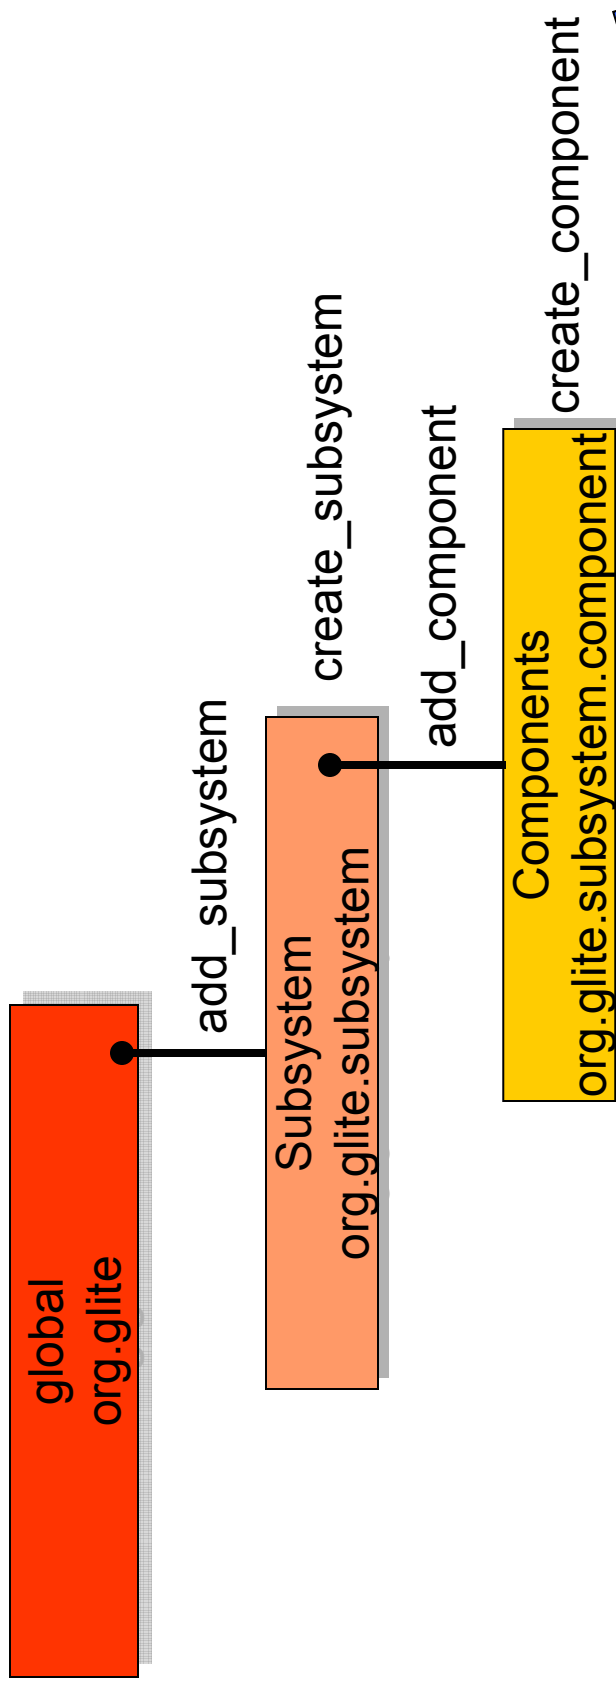 global
org.glite
add_subsystem
Subsystem
org.glite.subsystem
create_subsystem
add_component
Components
org.glite.subsystem.component
create_component